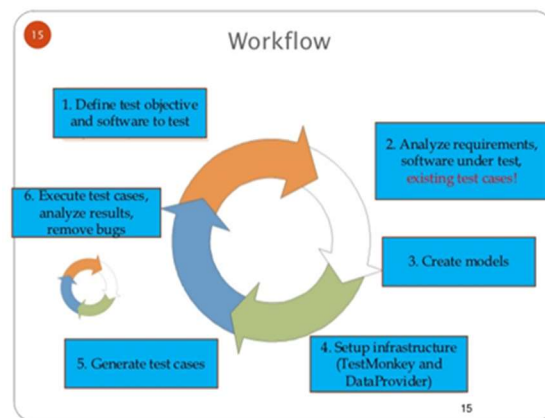 15
Workflow
1. Define test objective
and software to test
2. Analyze requirements,
software under test,
existing test cases!
6. Execute test cases,
analyze results,
remove bugs
3. Create models
5. Generate test cases
4. Setup infrastructure
(TestMonkey and
DataProvider)
15